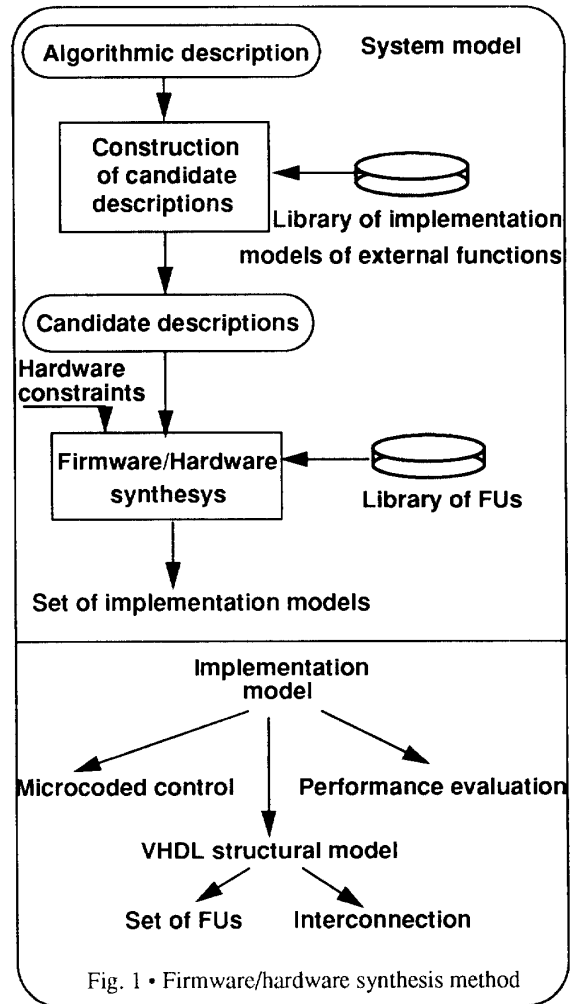 Algorithmic description
System model
Construction
of candidate
descriptions
Library of implementation
models of external functions
Candidate descriptions
Hardware
constraints
Firmware/Hardware
synthesys
Library of FUs
Set of implementation models
Implementation
model
Microcoded control
Performance evaluation
VHDL structural model
Set of FUs
Interconnection
Fig. 1 • Firmware/hardware synthesis method